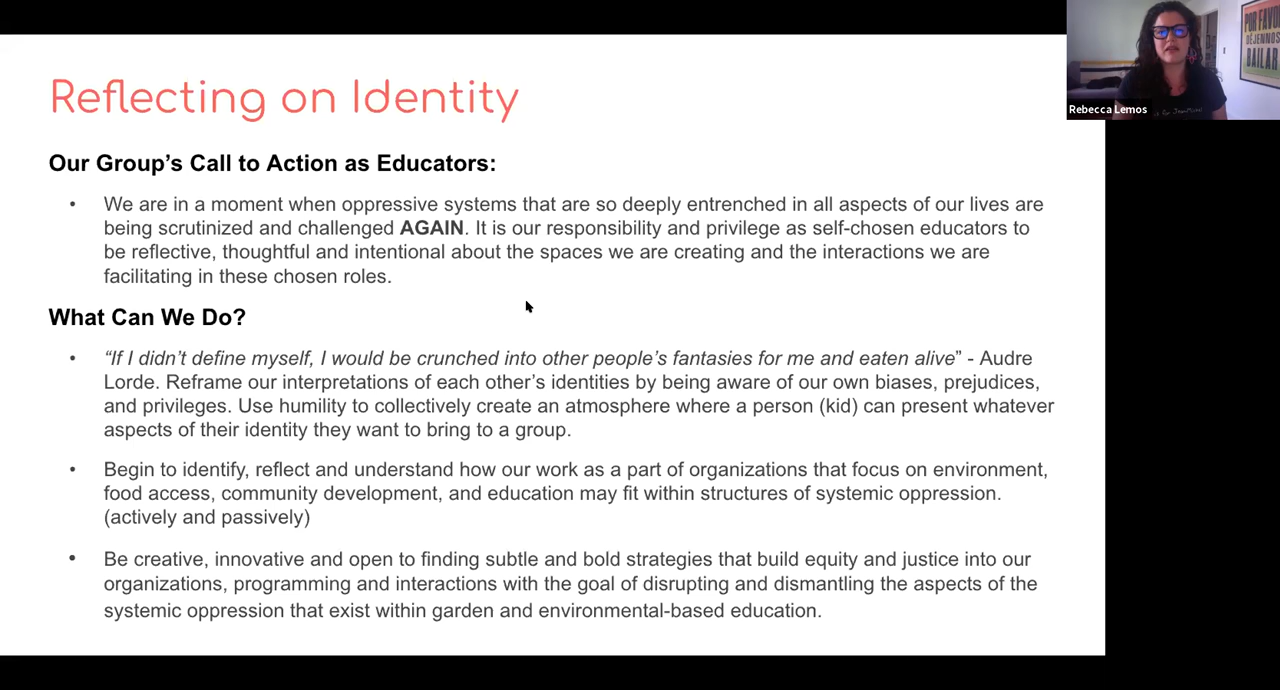 Reflecting on Identity
Our Group’s Call to Action as Educators:
• We are in a moment when oppressive systems that are so deeply entrenched in all aspects of our lives are
being scrutinized and challenged AGAIN. It is our responsibility and privilege as self-chosen educators to
be reflective, thoughtful and intentional about the spaces we are creating and the interactions we are
facilitating in these chosen roles.
What Can We Do?
• “If I didn’t define myself, I would be crunched into other people’s fantasies for me and eaten alive” - Audre
Lorde. Reframe our interpretations of each other’s identities by being aware of our own biases, prejudices,
and privileges. Use humility to collectively create an atmosphere where a person (kid) can present whatever
aspects of their identity they want to bring to a group.
• Begin to identify, reflect and understand how our work as a part of organizations that focus on environment,
food access, community development, and education may fit within structures of systemic oppression.
(actively and passively)
• Be creative, innovative and open to finding subtle and bold strategies that build equity and justice into our
organizations, programming and interactions with the goal of disrupting and dismantling the aspects of the
systemic oppression that exist within garden and environmental-based education.
POR FAVO
DÉJENNOS
BAILAR
Rebecca Lemos